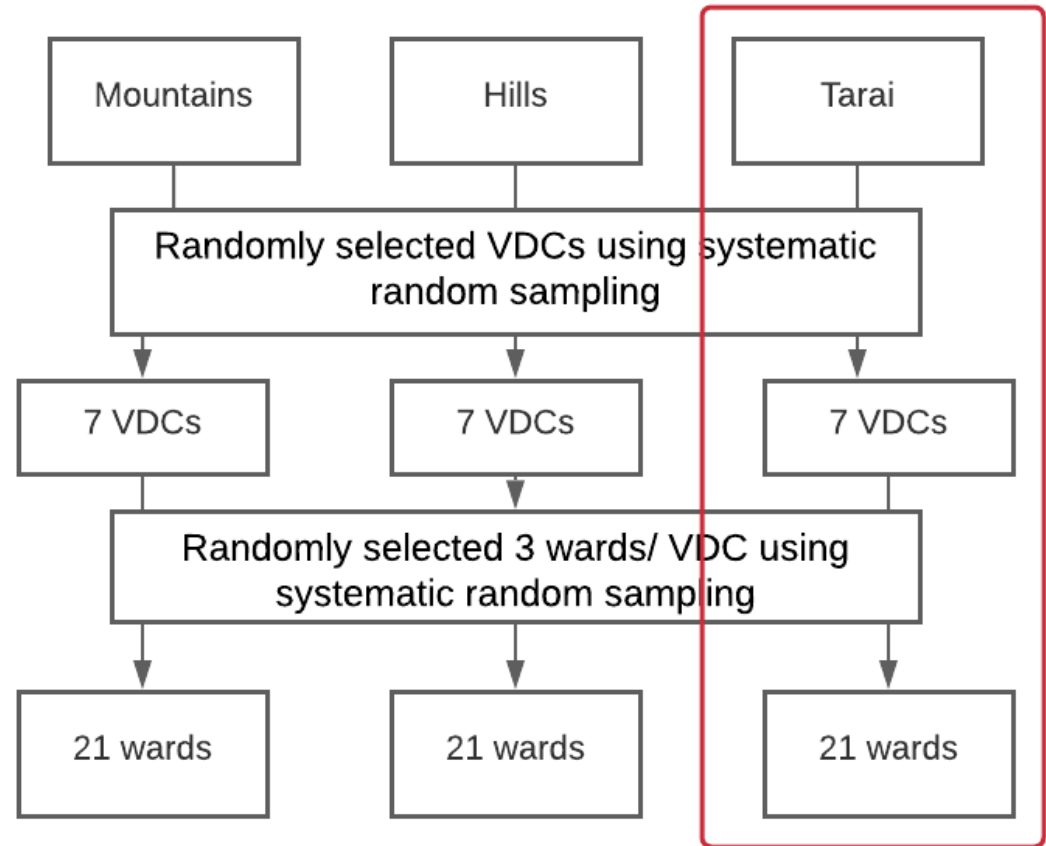 Mountains
Hills
Tarai
Randomly selected VDCs using systematic
random sampling
7 VDCs
7 VDCs
7 VDCs
Randomly selected 3 wards/ VDC using
systematic random sampling
21 wards
21 wards
21 wards